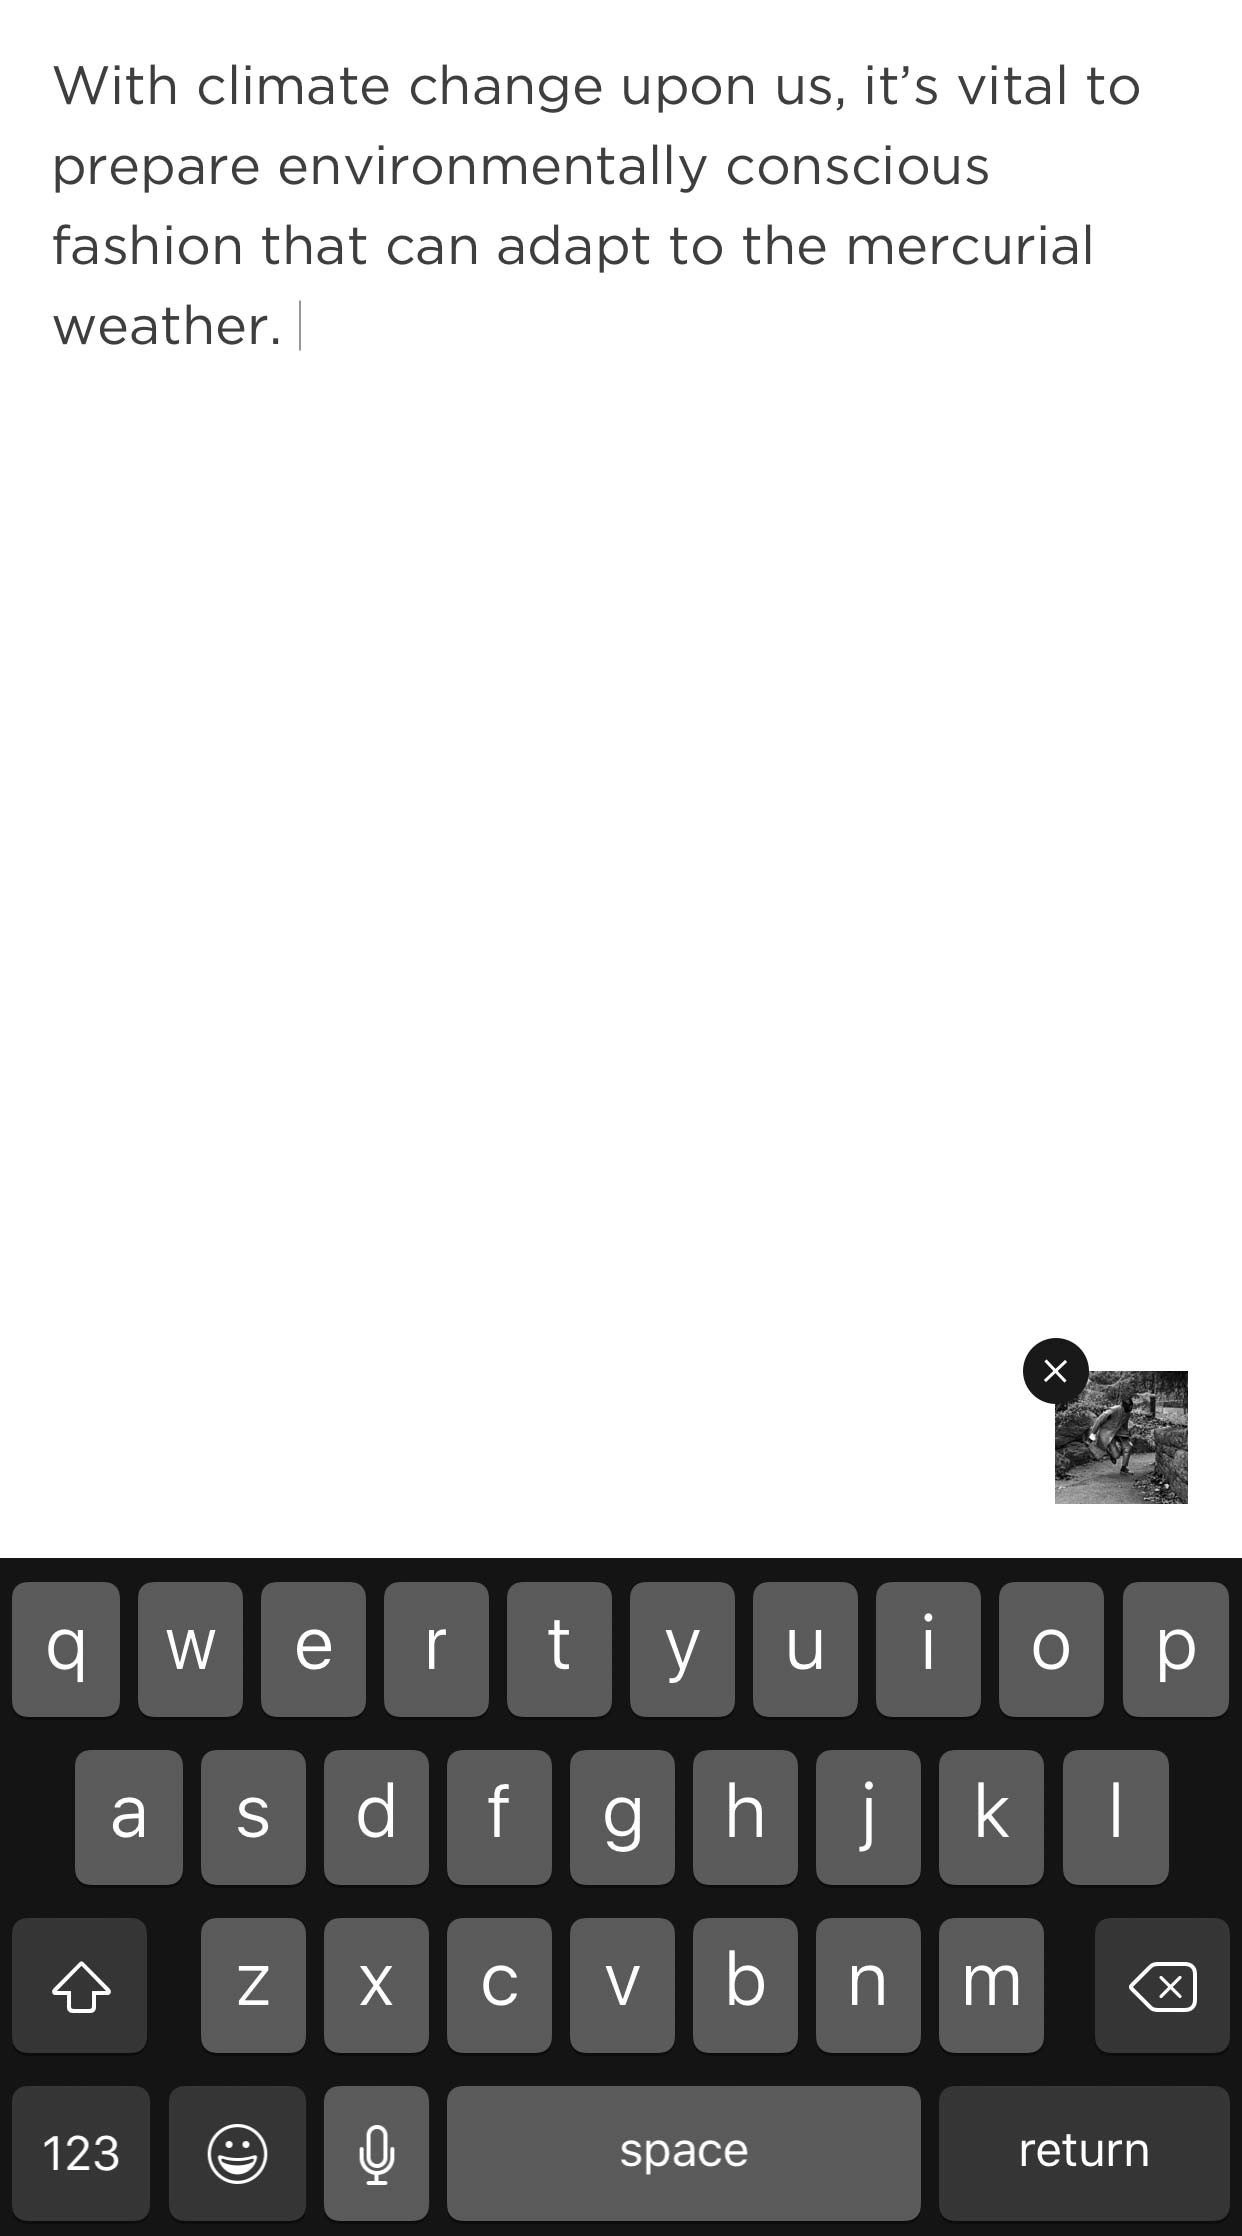 With climate change upon us, it’s vital to
prepare environmentally conscious
fashion that can adapt to the mercurial
weather.
q w e r t y u i o p
a s d f g h j k l
z x c v b n m
123 space return